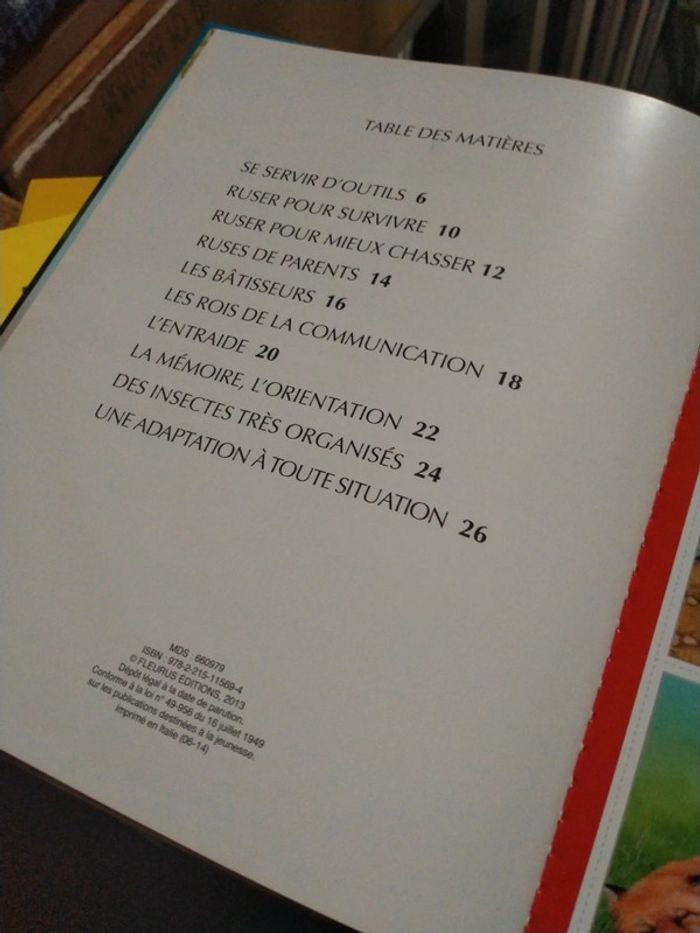 TABLE DES MATIÈRES
SE SERVIR D'OUTILS 6
RUSER POUR SURVIVRE 10
RUSER POUR MIEUX CHASSER 12
RUSES DE PARENTS 14
LES BÂTISSEURS 16
LES ROIS DE LA COMMUNICATION 18
L'ENTRAIDE 20
LA MÉMOIRE, L'ORIENTATION 22
DES INSECTES TRÈS ORGANISÉS 24
UNE ADAPTATION À TOUTE SITUATION 26
MDS : 660979
ISBN : 978-2-215-11569-4
© FLEURUS ÉDITIONS, 2013
Dépôt légal à la date de parution.
Conforme à la loi n° 49-956 du 16 juillet 1949
sur les publications destinées à la jeunesse.
Imprimé en Italie (06-14)